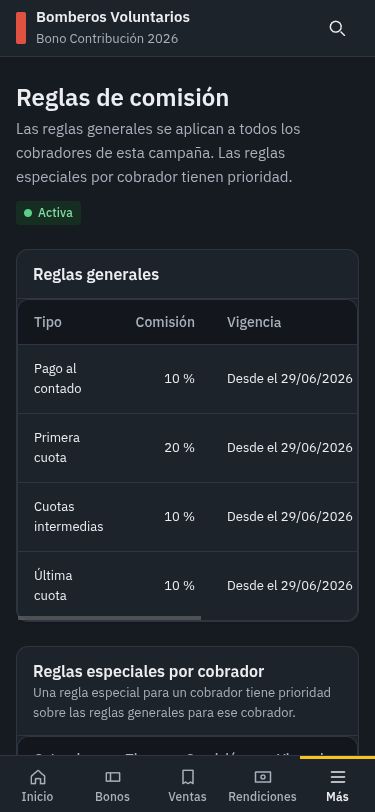 Bomberos Voluntarios
Bono Contribución 2026
Reglas de comisión
Las reglas generales se aplican a todos los
cobradores de esta campaña. Las reglas
especiales por cobrador tienen prioridad.
Activa
Reglas generales
Tipo Comisión Vigencia
Pago al
contado
10 % Desde el 29/06/2026
Primera
cuota
20 % Desde el 29/06/2026
Cuotas
intermedias
10 % Desde el 29/06/2026
Última
cuota
10 % Desde el 29/06/2026
Reglas especiales por cobrador
Una regla especial para un cobrador tiene prioridad
sobre las reglas generales para ese cobrador.
Inicio Bonos Ventas Rendiciones Más